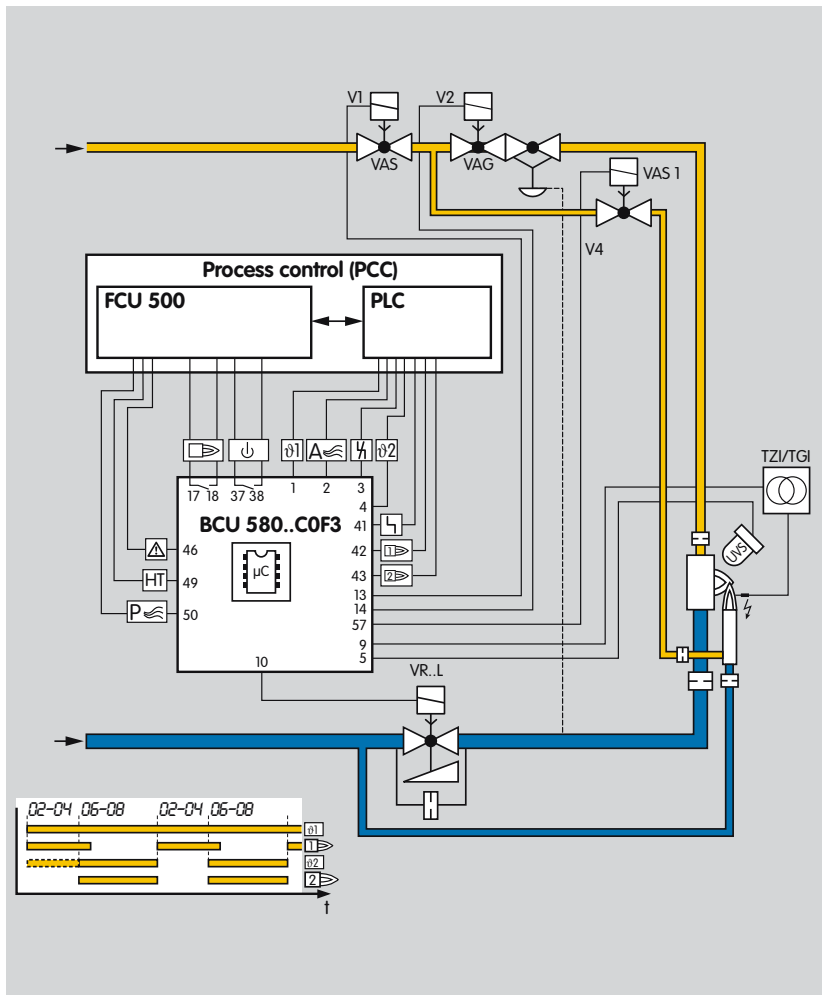 V1
V2
VAS
VAG
VAS 1
V4
Process control (PCC)
FCU 500
PLC
TZI/TGI
UVS
ϑ1
A
ϑ2
17 18
37 38
1
2
3
4
BCU 580..C0F3
µC
41
42
1
43
2
13
14
57
9
5
46
HT
49
P
50
10
VR..L
02-04 06-08 02-04 06-08
ϑ1
1
ϑ2
2
t